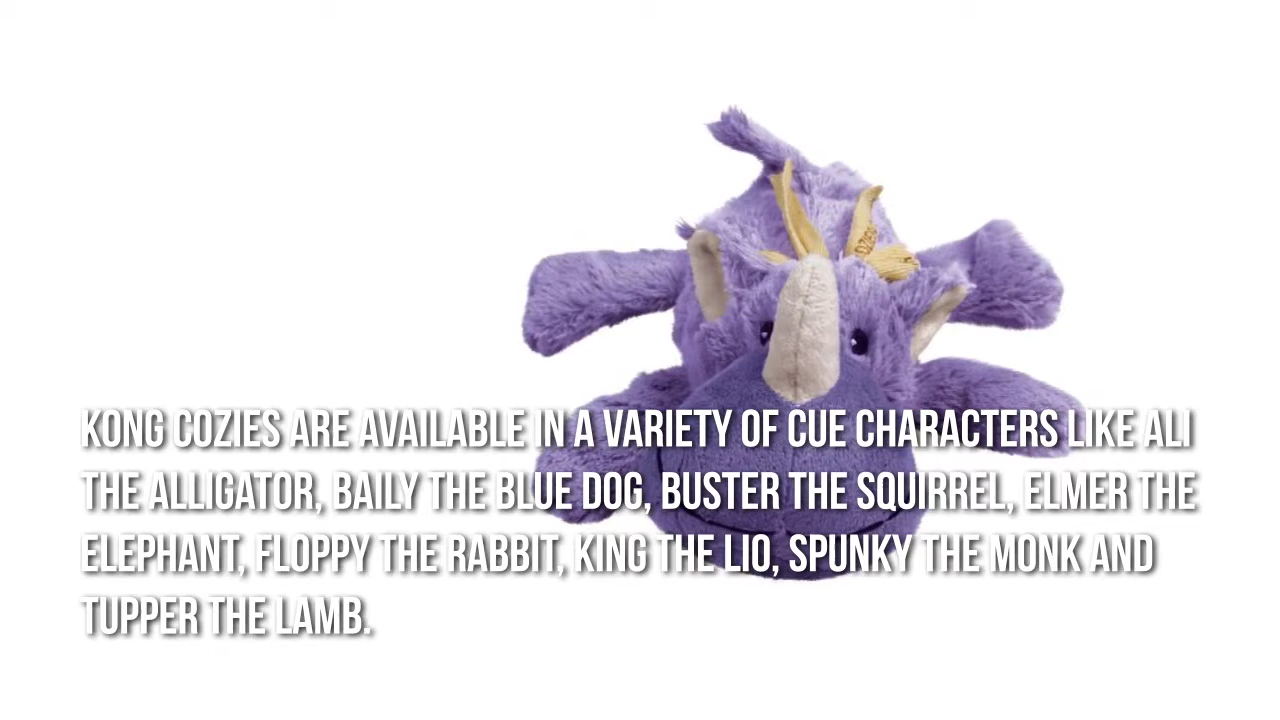 KONG COZIES ARE AVAILABLE IN A VARIETY OF CUE CHARACTERS LIKE ALI
THE ALLIGATOR, BAILY THE BLUE DOG, BUSTER THE SQUIRREL, ELMER THE
ELEPHANT, FLOPPY THE RABBIT, KING THE LIO, SPUNKY THE MONK AND
TUPPER THE LAMB.